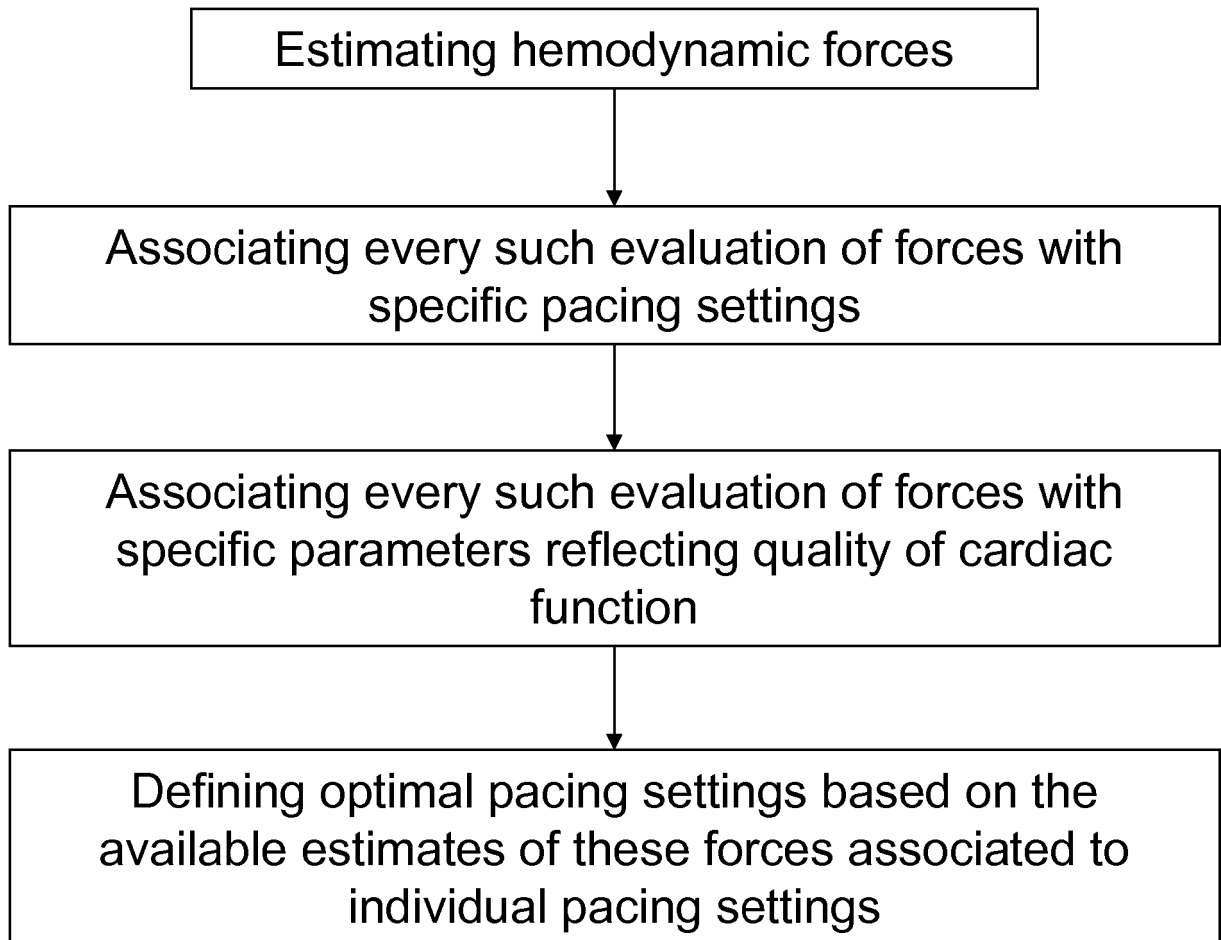 Estimating hemodynamic forces
Associating every such evaluation of forces with
specific pacing settings
Associating every such evaluation of forces with
specific parameters reflecting quality of cardiac
function
Defining optimal pacing settings based on the
available estimates of these forces associated to
individual pacing settings